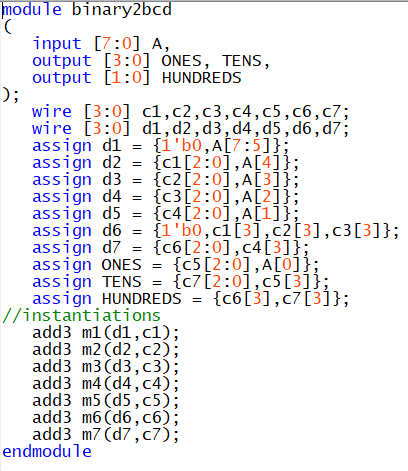 module binary2bcd
(
input [7:0] A,
output [3:0] ONES, TENS,
output [1:0] HUNDREDS
);
wire [3:0] c1,c2,c3,c4,c5,c6,c7;
wire [3:0] d1,d2,d3,d4,d5,d6,d7;
assign d1 = {1'b0,A[7:5]};
assign d2 = {c1[2:0],A[4]};
assign d3 = {c2[2:0],A[3]};
assign d4 = {c3[2:0],A[2]};
assign d5 = {c4[2:0],A[1]};
assign d6 = {1'b0,c1[3],c2[3],c3[3]};
assign d7 = {c6[2:0],c4[3]};
assign ONES = {c5[2:0],A[0]};
assign TENS = {c7[2:0],c5[3]};
assign HUNDREDS = {c6[3],c7[3]};
//instantiations
add3 m1(d1,c1);
add3 m2(d2,c2);
add3 m3(d3,c3);
add3 m4(d4,c4);
add3 m5(d5,c5);
add3 m6(d6,c6);
add3 m7(d7,c7);
endmodule